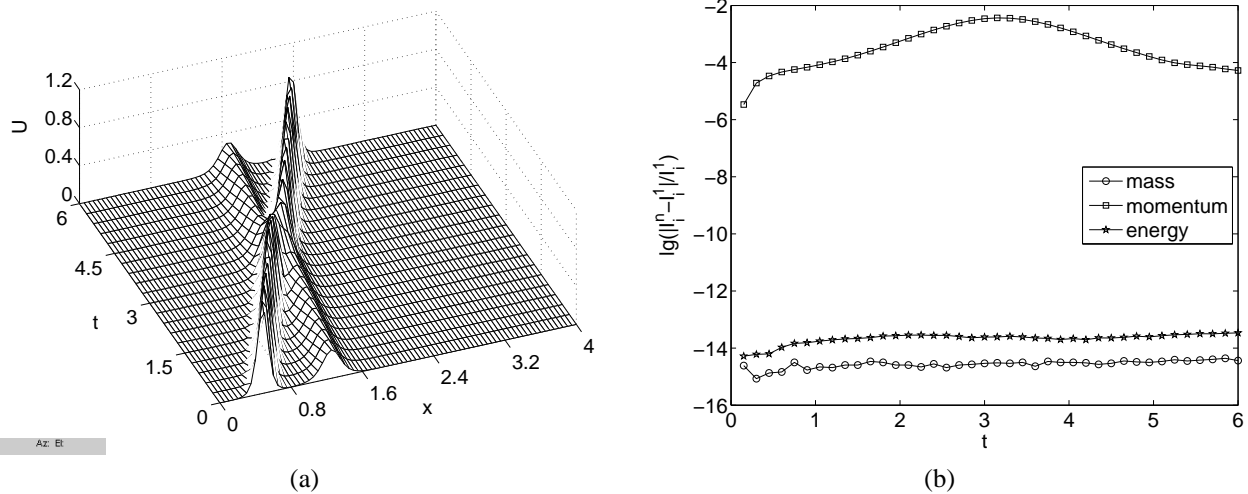 1.2
0.8
0.4
0
U
6
4.5
3
1.5
0
t
0
0.8
1.6
2.4
3.2
4
x
Az: El:
(a)
−2
−4
−6
−8
−10
−12
−14
−16
lg(|I_i^n−I_i^1|/I_i^1)
mass
momentum
energy
0 1 2 3 4 5 6
t
(b)